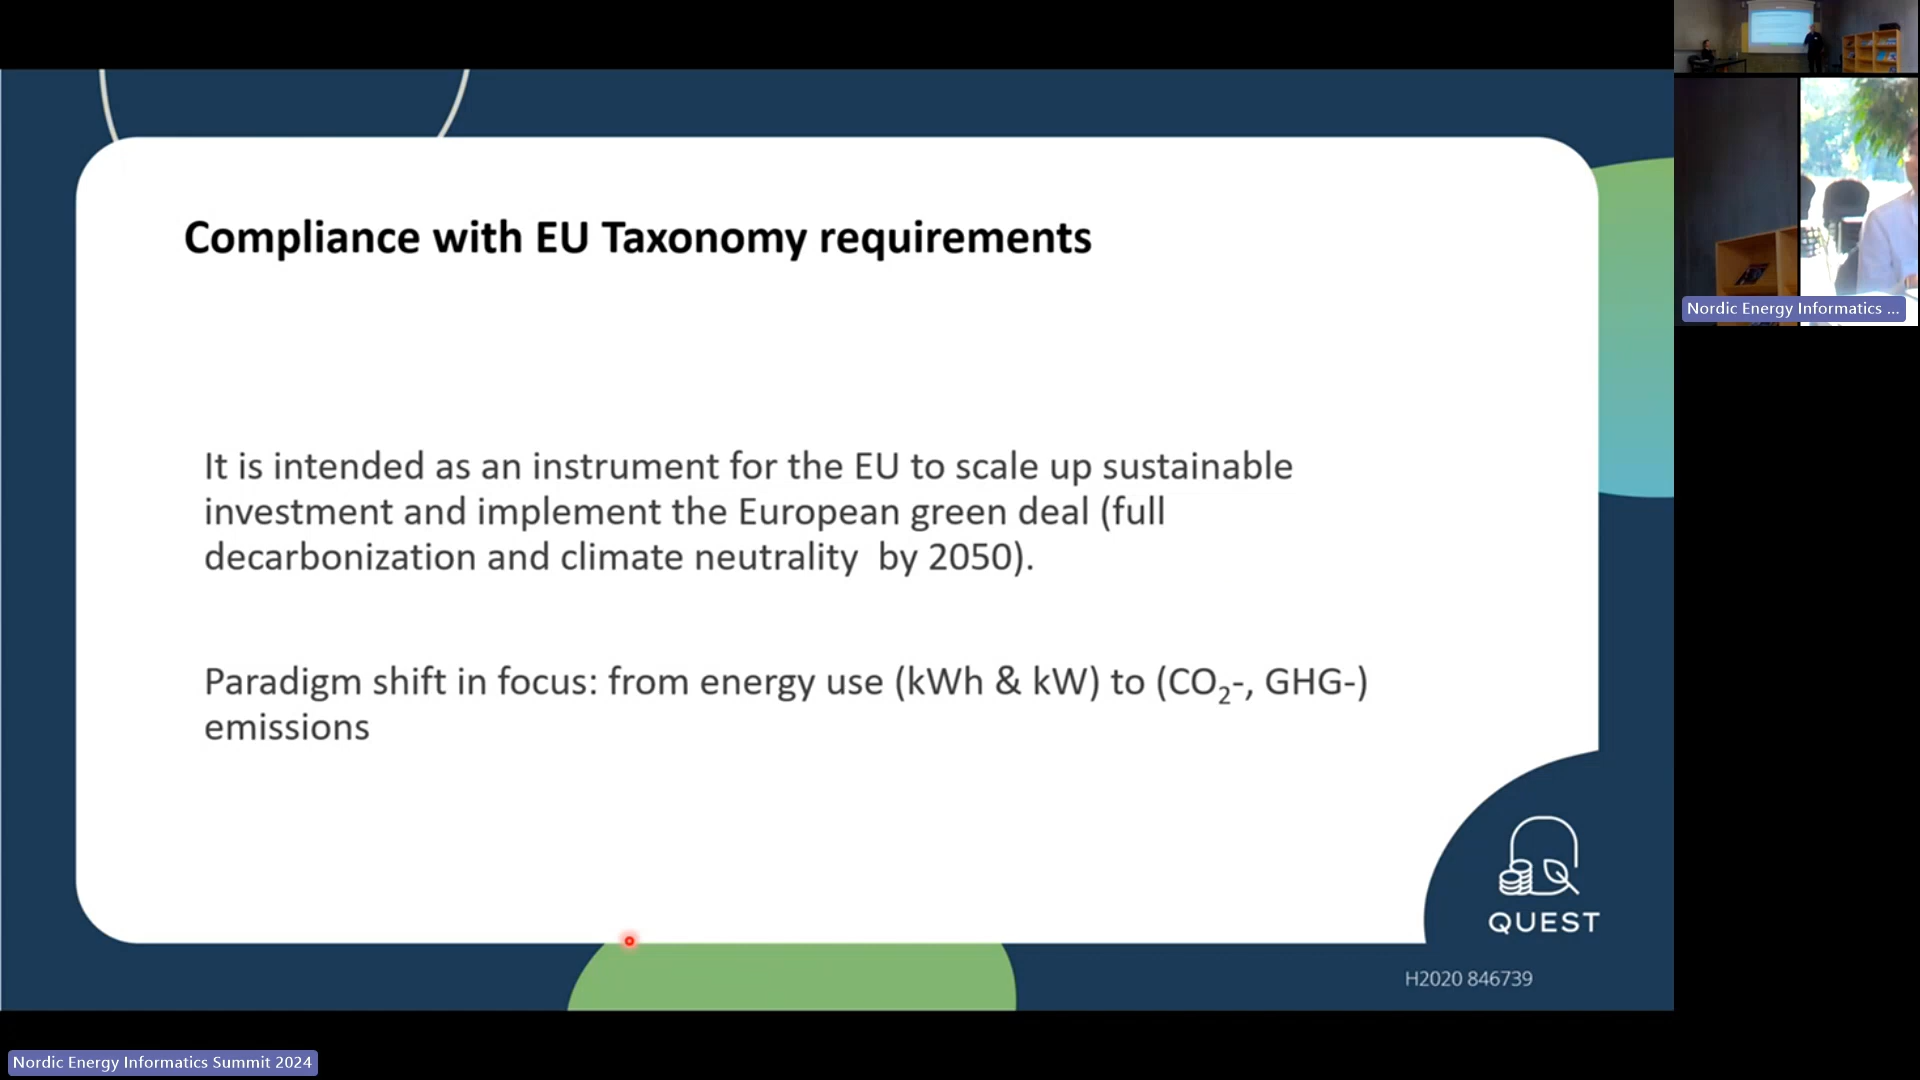 Compliance with EU Taxonomy requirements
It is intended as an instrument for the EU to scale up sustainable
investment and implement the European green deal (full
decarbonization and climate neutrality  by 2050).
Paradigm shift in focus: from energy use (kWh & kW) to (CO₂-, GHG-)
emissions
QUEST
H2020 846739
Nordic Energy Informatics ...
Nordic Energy Informatics Summit 2024